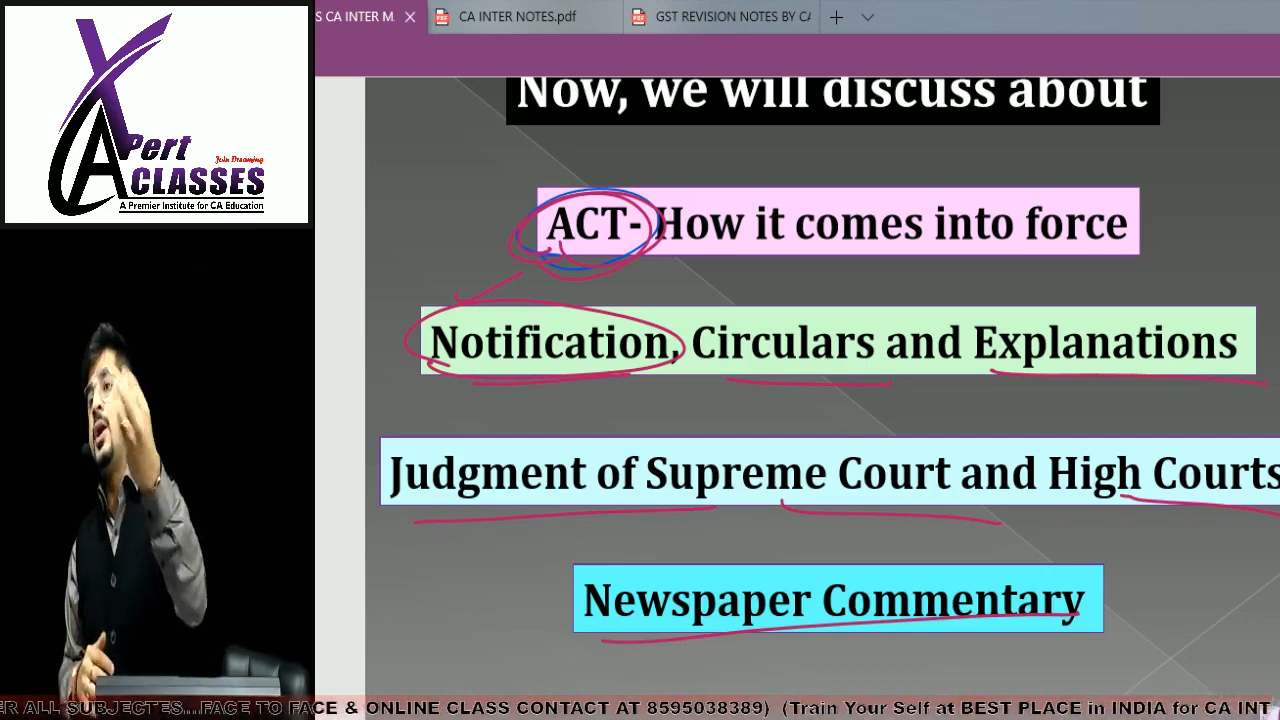 S CA INTER M.
CA INTER NOTES.pdf
GST REVISION NOTES BY CA
XPert
Join Dreaming
CLASSES
A Premier Institute for CA Education
Now, we will discuss about
ACT- How it comes into force
Notification, Circulars and Explanations
Judgment of Supreme Court and High Courts
Newspaper Commentary
ER ALL SUBJECTES...FACE TO FACE & ONLINE CLASS CONTACT AT 8595038389) (Train Your Self at BEST PLACE in INDIA for CA INT